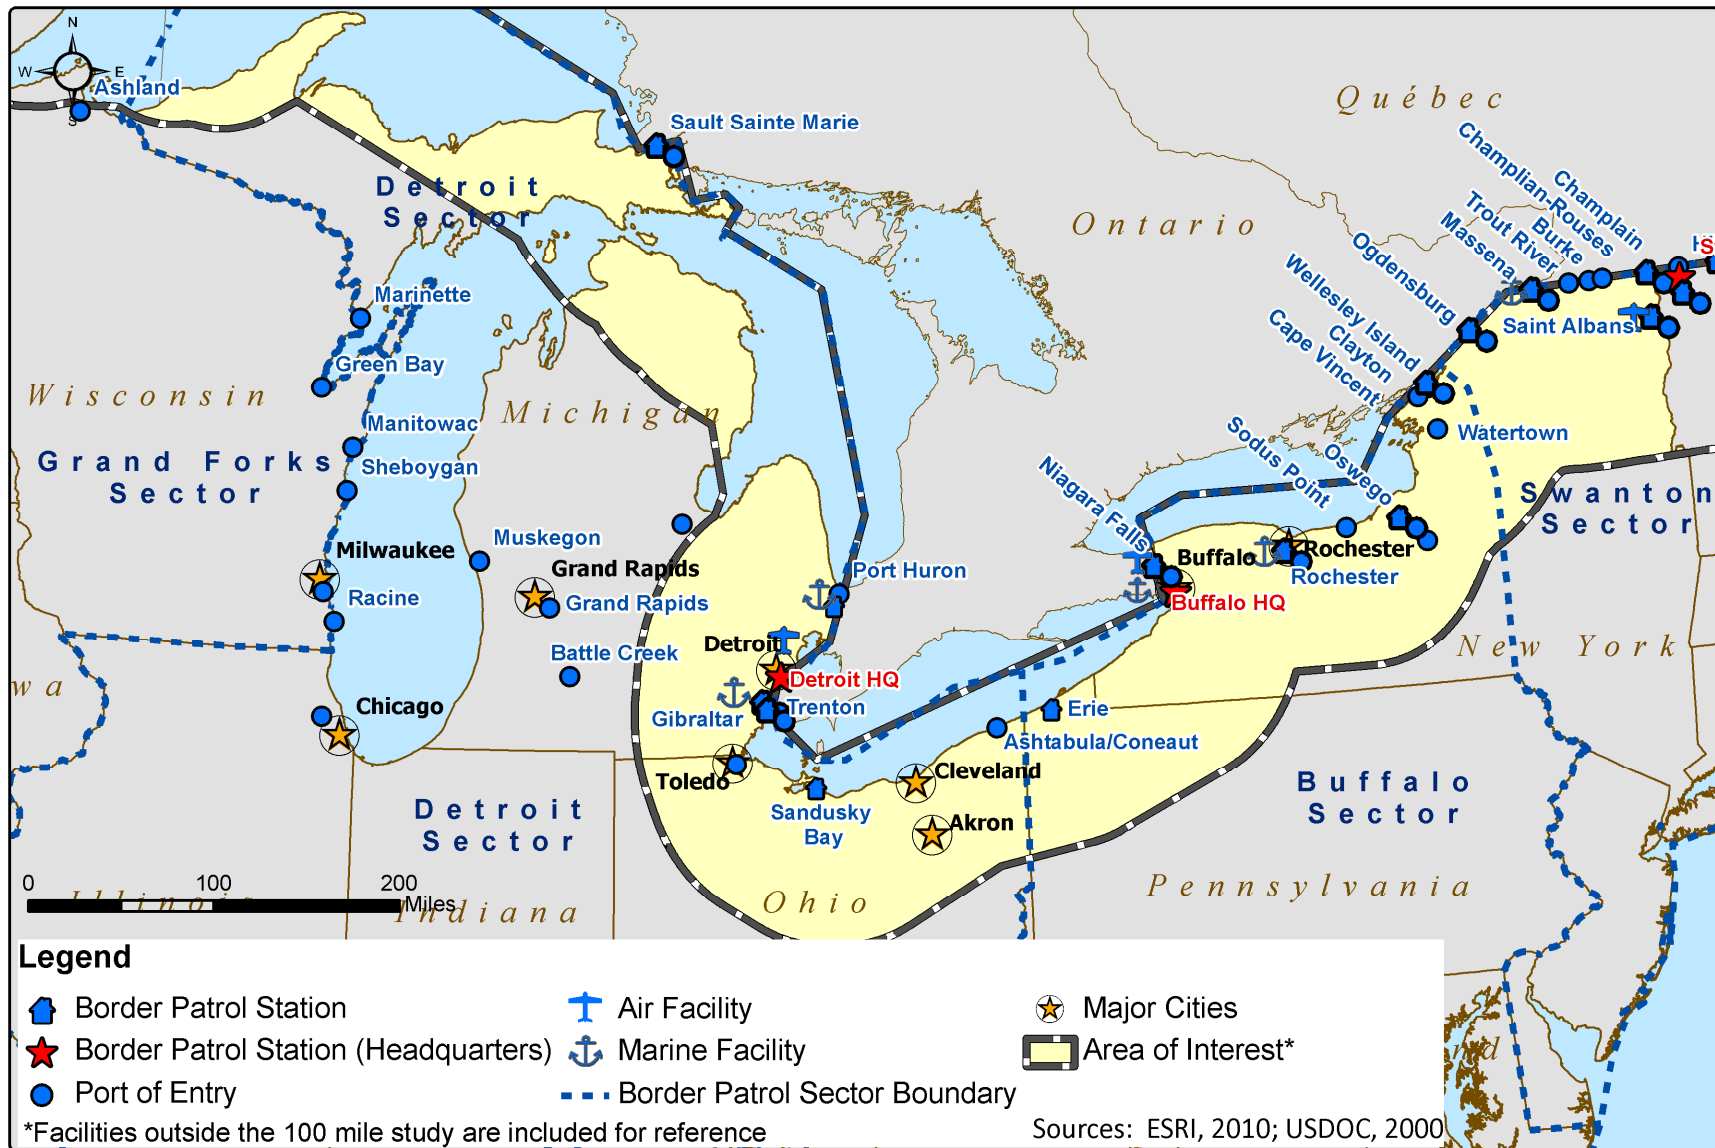 N
W E
S
Ashland
Sault Sainte Marie
Québec
Ontario
Detroit
Sector
Champlain
Champlian-Rouses
Burke
Trout River
Massena
Ogdensburg
Wellesley Island
Clayton
Cape Vincent
Saint Albans
Marinette
Green Bay
Wisconsin
Michigan
Manitowac
Sheboygan
Grand Forks
Sector
Watertown
Oswego
Sodus Point
Niagara Falls
Swanton
Sector
Milwaukee
Muskegon
Grand Rapids
Grand Rapids
Racine
Port Huron
Buffalo
Rochester
Rochester
Buffalo HQ
Battle Creek
Detroit
Detroit HQ
Trenton
Gibraltar
New York
wa
Chicago
Erie
Ashtabula/Coneaut
Toledo
Cleveland
Akron
Sandusky
Bay
Detroit
Sector
Buffalo
Sector
0 100 200
Miles
Illinois
Indiana
Ohio
Pennsylvania
nd
Legend
Border Patrol Station
Border Patrol Station (Headquarters)
Port of Entry
Air Facility
Marine Facility
Border Patrol Sector Boundary
Major Cities
Area of Interest*
*Facilities outside the 100 mile study are included for reference
Sources: ESRI, 2010; USDOC, 2000